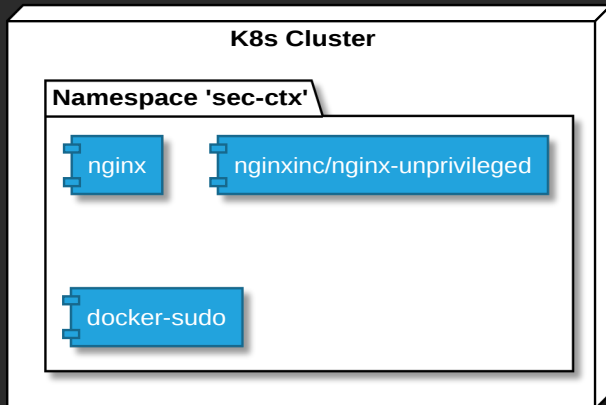 K8s Cluster
Namespace 'sec-ctx'
nginx
nginxinc/nginx-unprivileged
docker-sudo